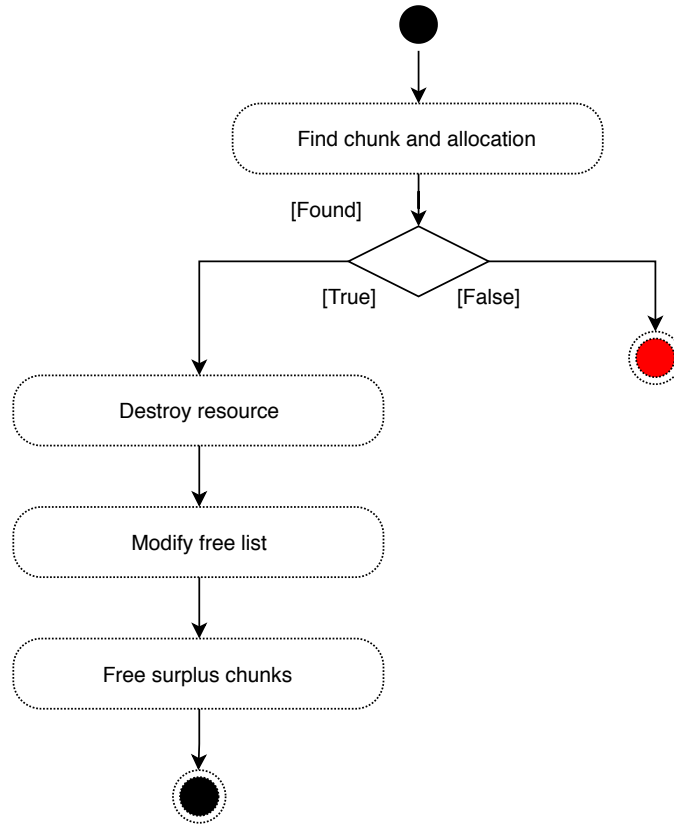 Find chunk and allocation
[Found]
[True]
[False]
Destroy resource
Modify free list
Free surplus chunks